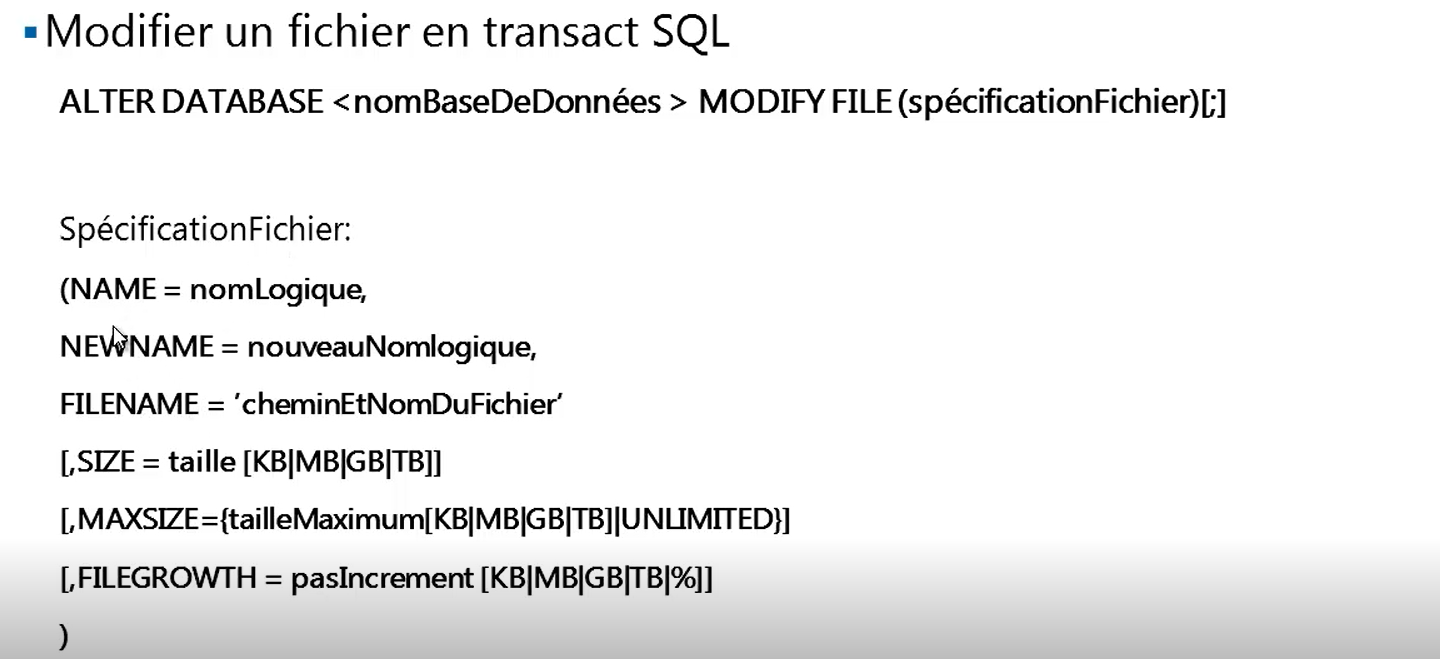 Modifier un fichier en transact SQL
ALTER DATABASE <nomBaseDeDonnées > MODIFY FILE (spécificationFichier)[;]
SpécificationFichier:
(NAME = nomLogique,
NEWNAME = nouveauNomlogique,
FILENAME = ’cheminEtNomDuFichier’
[,SIZE = taille [KB|MB|GB|TB]]
[,MAXSIZE={tailleMaximum[KB|MB|GB|TB]|UNLIMITED}]
[,FILEGROWTH = pasIncrement [KB|MB|GB|TB|%]]
)